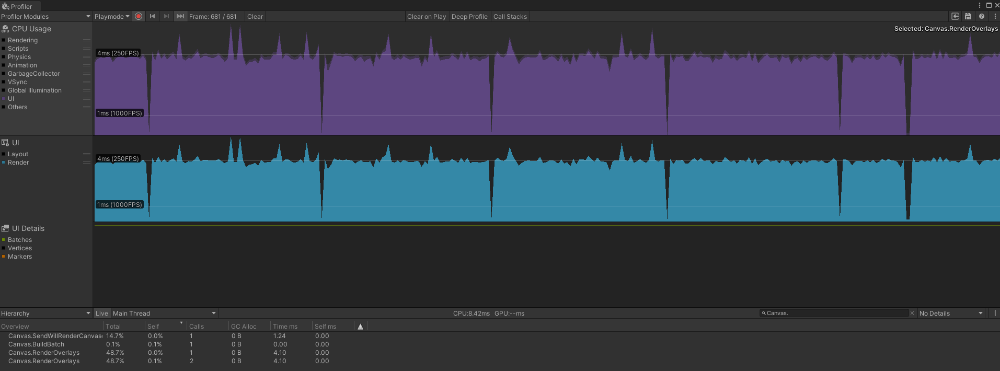 Profiler
Profiler Modules Playmode Frame: 681 / 681 Clear Clear on Play Deep Profile Call Stacks
CPU Usage
CPU
Selected: Canvas.RenderOverlays
Rendering
Scripts
Physics
Animation
GarbageCollector
VSync
Global Illumination
UI
Others
4ms (250FPS)
1ms (1000FPS)
UI
UI
Layout
Render
4ms (250FPS)
1ms (1000FPS)
UI Details
Batches
Vertices
Markers
Hierarchy Live Main Thread CPU:8.42ms GPU:--ms Canvas. No Details
Overview Total Self Calls GC Alloc Time ms Self ms
Canvas.SendWillRenderCanvas 14.7% 0.0% 1 0 B 1.24 0.00
Canvas.BuildBatch 0.1% 0.1% 1 0 B 0.00 0.00
Canvas.RenderOverlays 48.7% 0.0% 1 0 B 4.10 0.00
Canvas.RenderOverlays 48.7% 0.1% 2 0 B 4.10 0.00